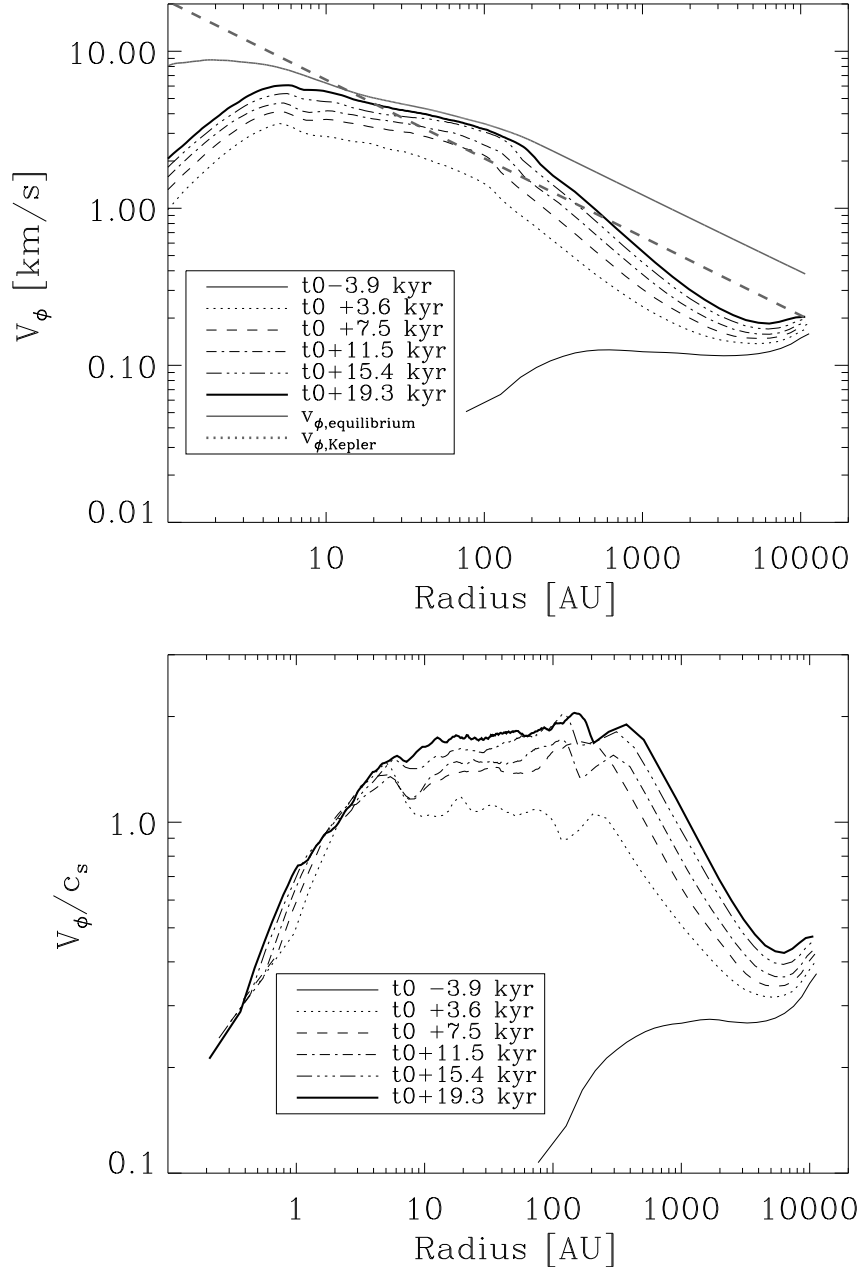 10.00
1.00
0.10
0.01
V_ϕ [km/s]
t0−3.9 kyr
t0 +3.6 kyr
t0 +7.5 kyr
t0+11.5 kyr
t0+15.4 kyr
t0+19.3 kyr
v_ϕ,equilibrium
v_ϕ,Kepler
10 100 1000 10000
Radius [AU]
1.0
0.1
V_ϕ/c_s
t0 −3.9 kyr
t0 +3.6 kyr
t0 +7.5 kyr
t0+11.5 kyr
t0+15.4 kyr
t0+19.3 kyr
1 10 100 1000 10000
Radius [AU]